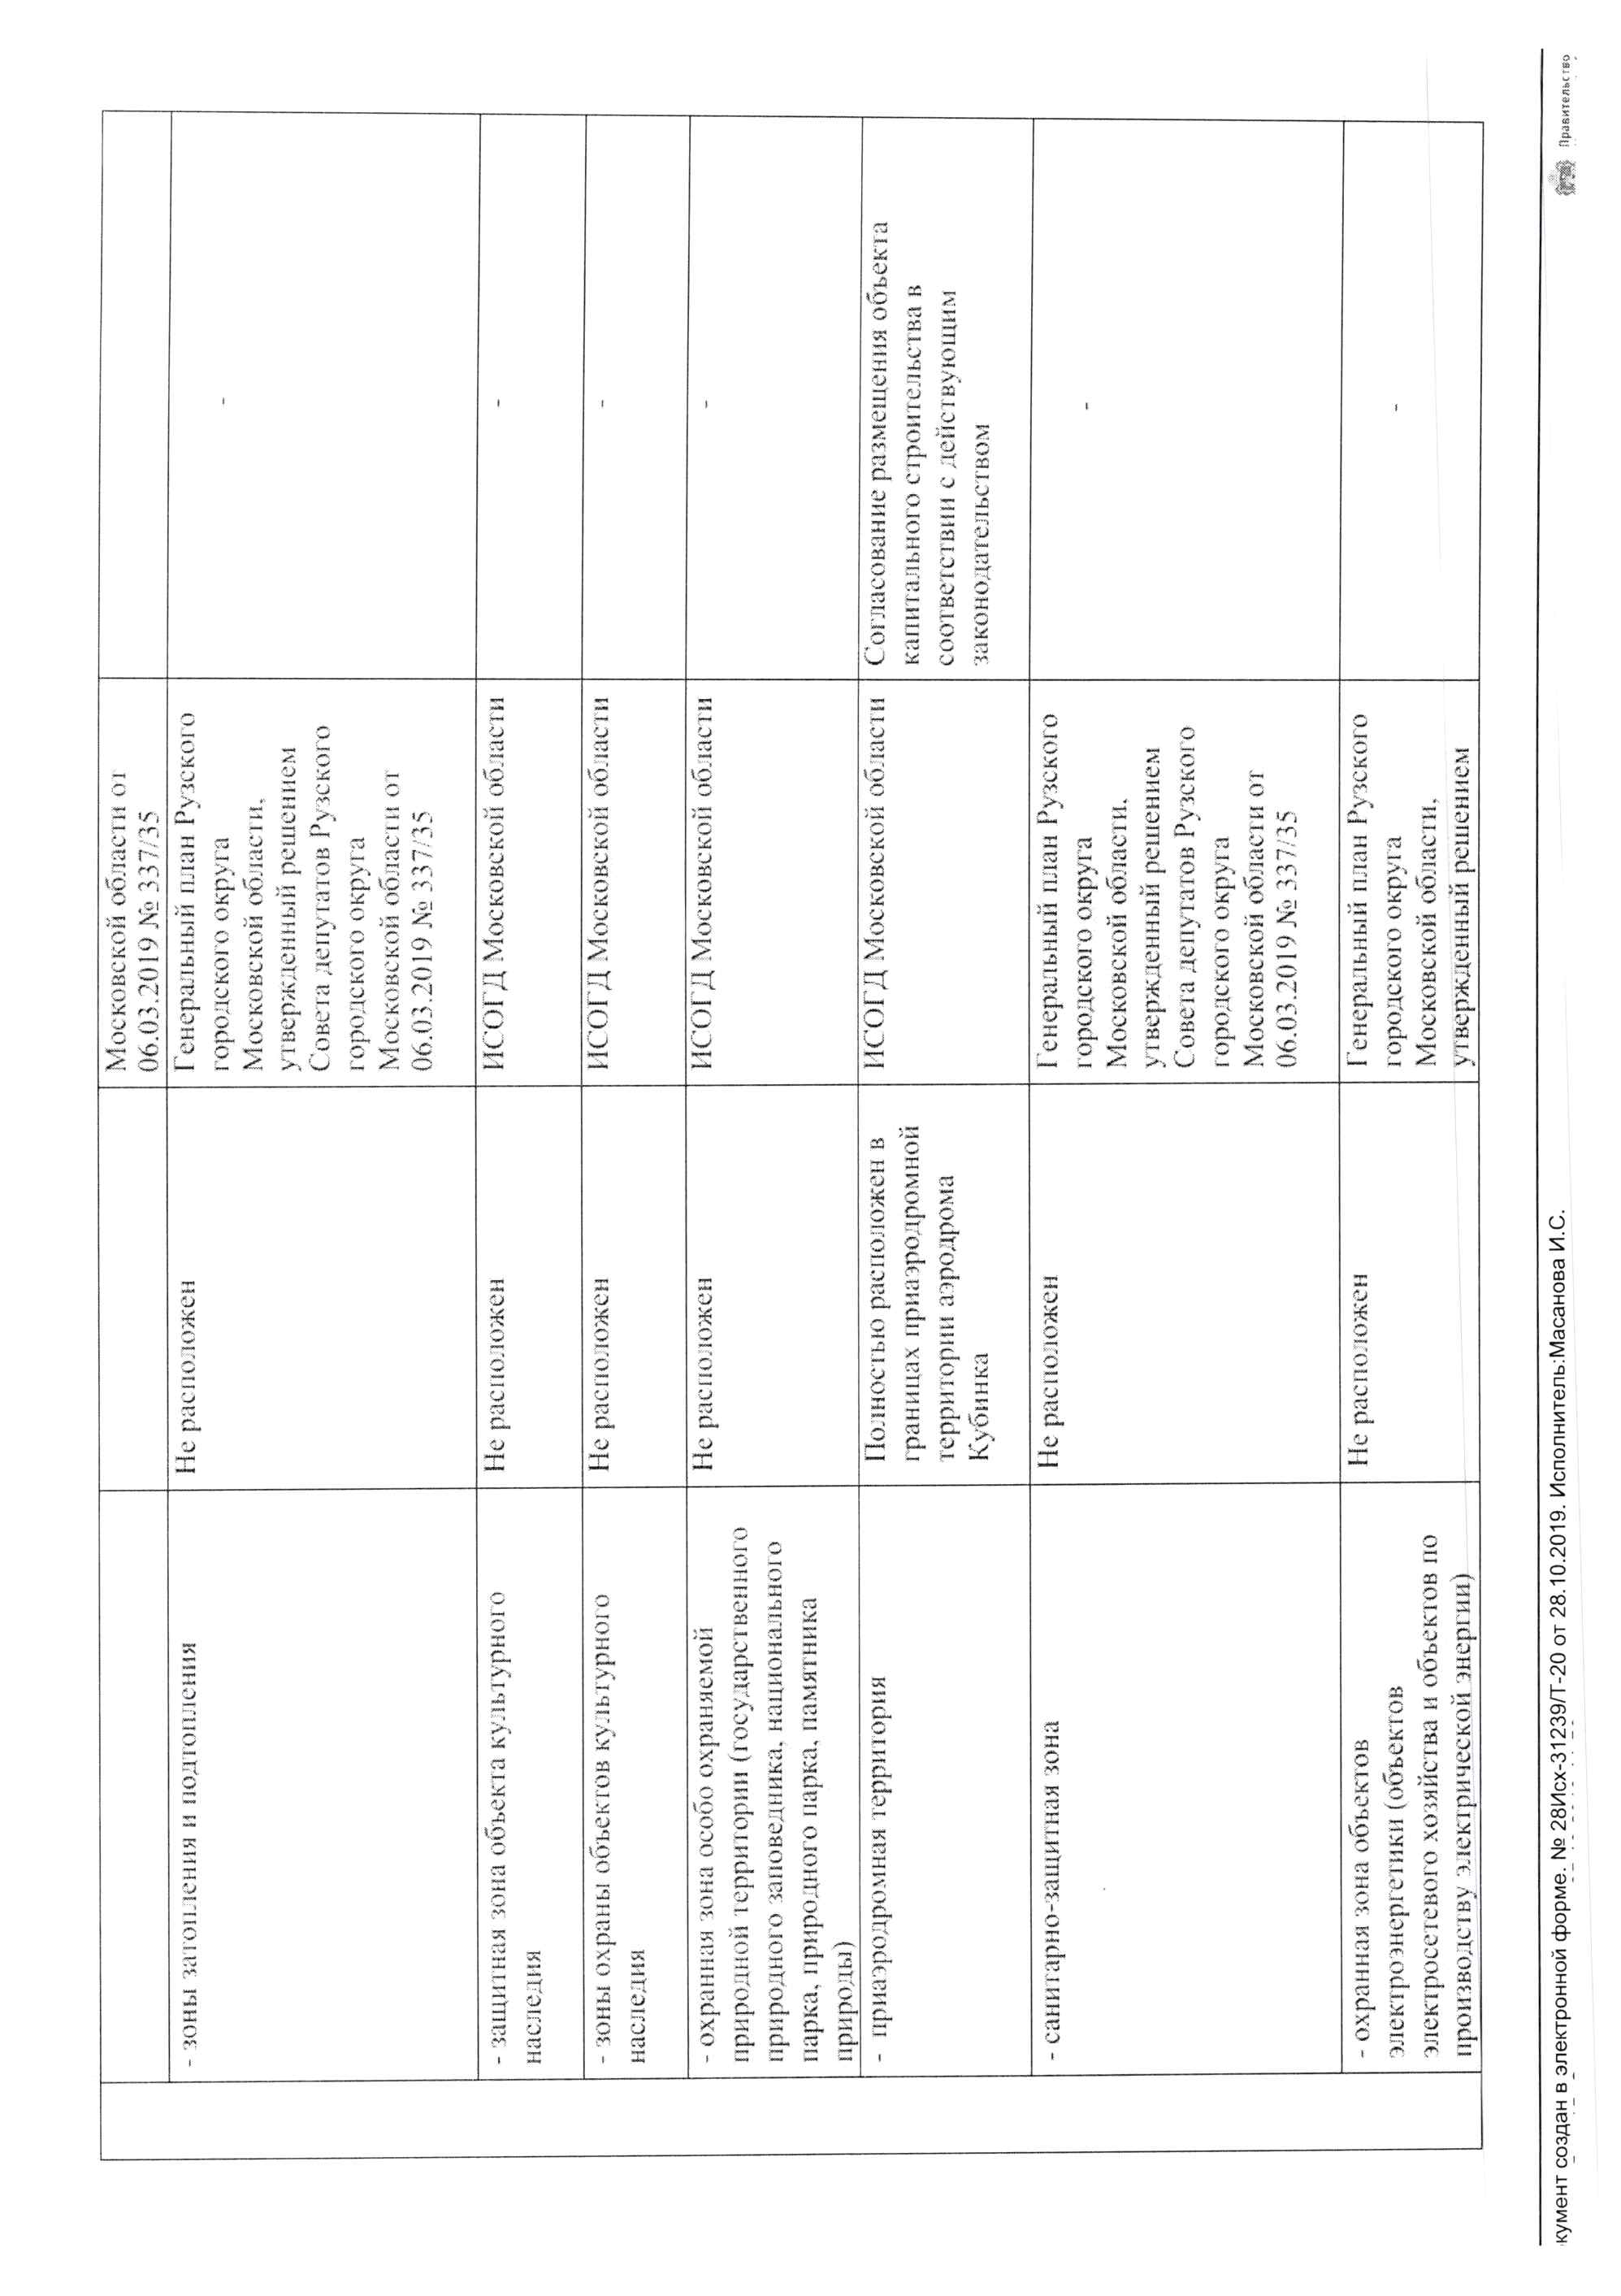 Московской области от
06.03.2019 № 337/35
- зоны затопления и подтопления
Не расположен
Генеральный план Рузского
городского округа
Московской области,
утвержденный решением
Совета депутатов Рузского
городского округа
Московской области от
06.03.2019 № 337/35
-
- защитная зона объекта культурного
наследия
Не расположен
ИСОГД Московской области
-
- зоны охраны объектов культурного
наследия
Не расположен
ИСОГД Московской области
-
- охранная зона особо охраняемой
природной территории (государственного
природного заповедника, национального
парка, природного парка, памятника
природы)
Не расположен
ИСОГД Московской области
-
- приаэродромная территория
Полностью расположен в
границах приаэродромной
территории аэродрома
Кубинка
ИСОГД Московской области
Согласование размещения объекта
капитального строительства в
соответствии с действующим
законодательством
- санитарно-защитная зона
Не расположен
Генеральный план Рузского
городского округа
Московской области,
утвержденный решением
Совета депутатов Рузского
городского округа
Московской области от
06.03.2019 № 337/35
-
- охранная зона объектов
электроэнергетики (объектов
электросетевого хозяйства и объектов по
производству электрической энергии)
Не расположен
Генеральный план Рузского
городского округа
Московской области,
утвержденный решением
-
кумент создан в электронной форме. № 28Исх-31239/Т-20 от 28.10.2019. Исполнитель:Масанова И.С.
Правительство